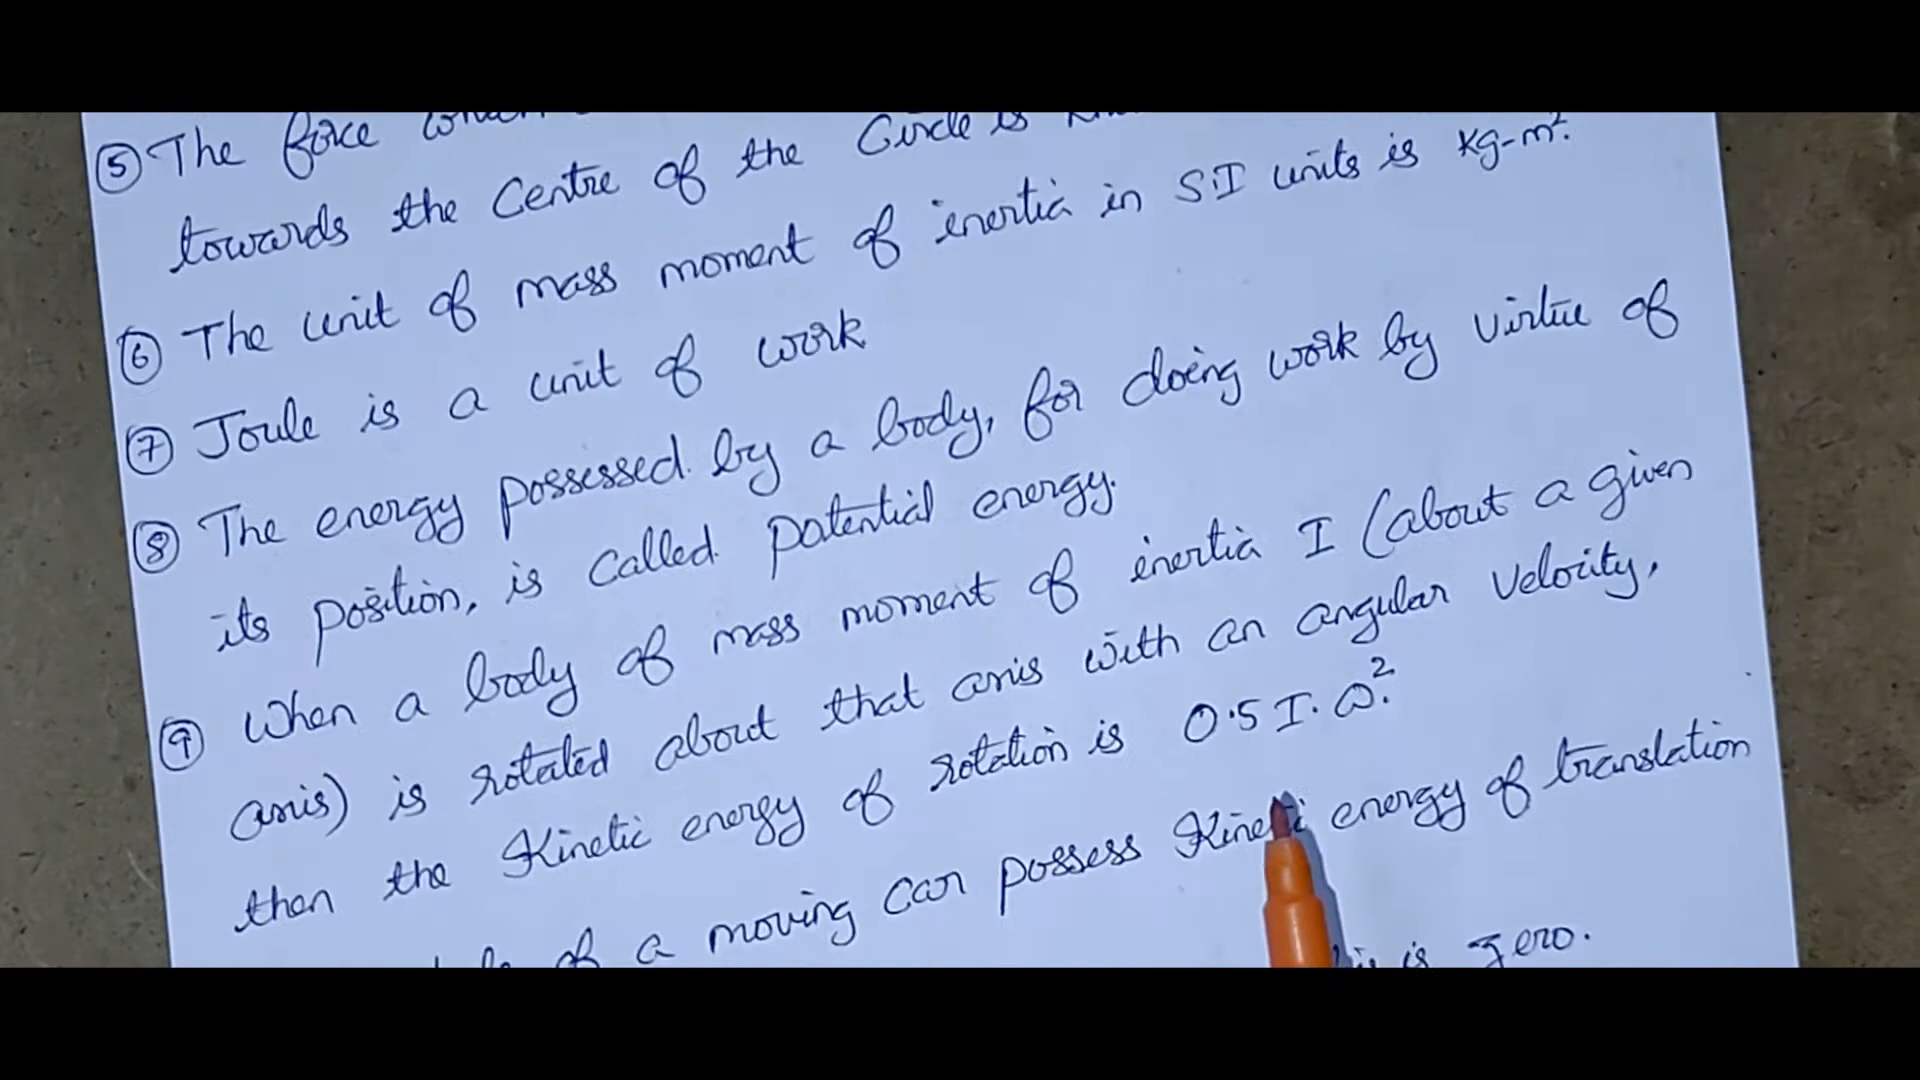 ⑤ The force
towards the Centre of the Circle is
⑥ The unit of mass moment of inertia in S.I units is kg-m².
⑦ Joule is a unit of work
⑧ The energy possessed by a body, for doing work by virtue of
its position, is called potential energy.
⑨ When a body of mass moment of inertia I (about a given
axis) is rotated about that axis with an angular velocity,
then the Kinetic energy of rotation is 0.5 I. ω².
of a moving car possess Kinetic energy of translation
is zero.